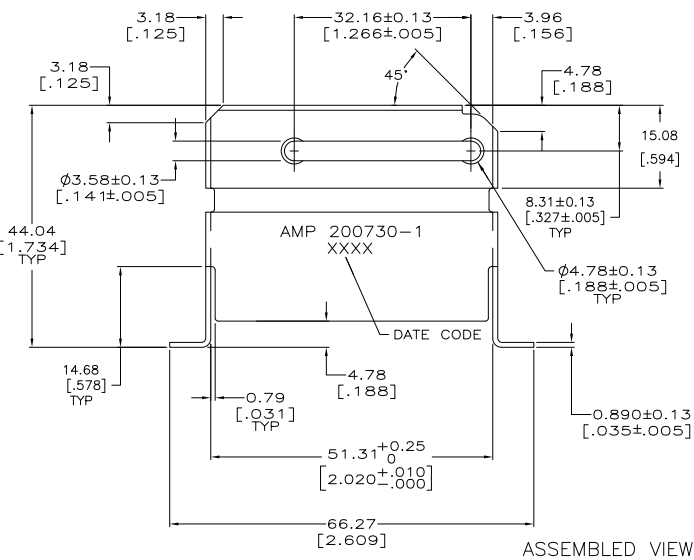 3.18
[.125]
32.16±0.13
[1.266±.005]
3.96
[.156]
3.18
[.125]
45°
4.78
[.188]
15.08
[.594]
Ø3.58±0.13
[.141±.005]
8.31±0.13
[.327±.005]
TYP
44.04
[1.734]
TYP
AMP 200730-1
XXXX
Ø4.78±0.13
[.188±.005]
TYP
DATE CODE
14.68
[.578]
TYP
4.78
[.188]
0.79
[.031]
TYP
0.890±0.13
[.035±.005]
51.31 +0.25 0
[2.020 +.010 -.000]
66.27
[2.609]
ASSEMBLED VIEW